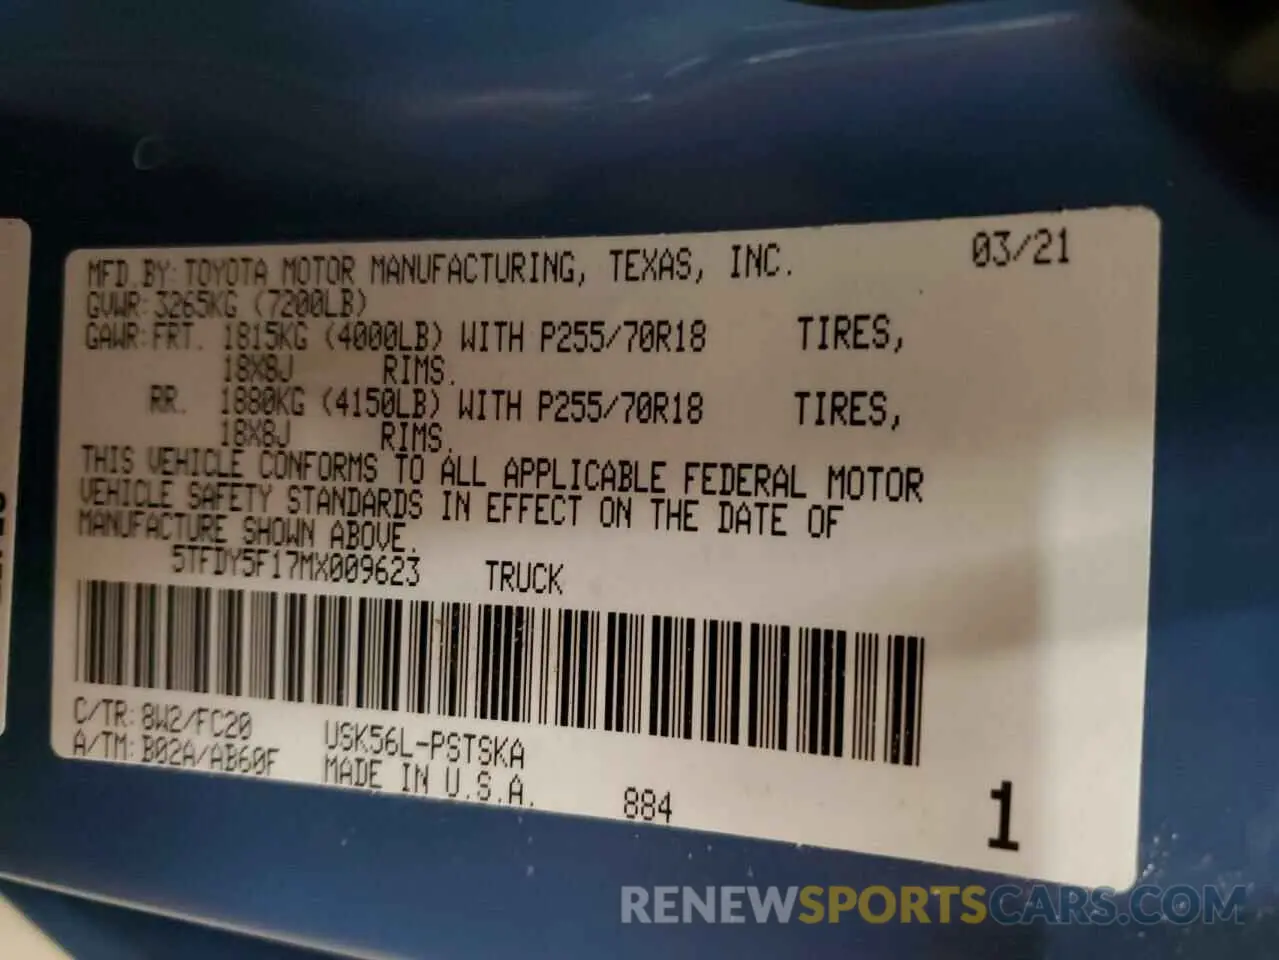 MFD.BY:TOYOTA MOTOR MANUFACTURING, TEXAS, INC. 03/21
GVWR:3265KG (7200LB)
GAWR:FRT. 1815KG (4000LB) WITH P255/70R18 TIRES,
18X8J RIMS.
RR. 1880KG (4150LB) WITH P255/70R18 TIRES,
18X8J RIMS.
THIS VEHICLE CONFORMS TO ALL APPLICABLE FEDERAL MOTOR
VEHICLE SAFETY STANDARDS IN EFFECT ON THE DATE OF
MANUFACTURE SHOWN ABOVE.
5TFDY5F17MX009623 TRUCK
C/TR:8W2/FC20 USK56L-PSTSKA
A/TM:B02A/AB60F MADE IN U.S.A. 884 1
RENEWSPORTSCARS.COM